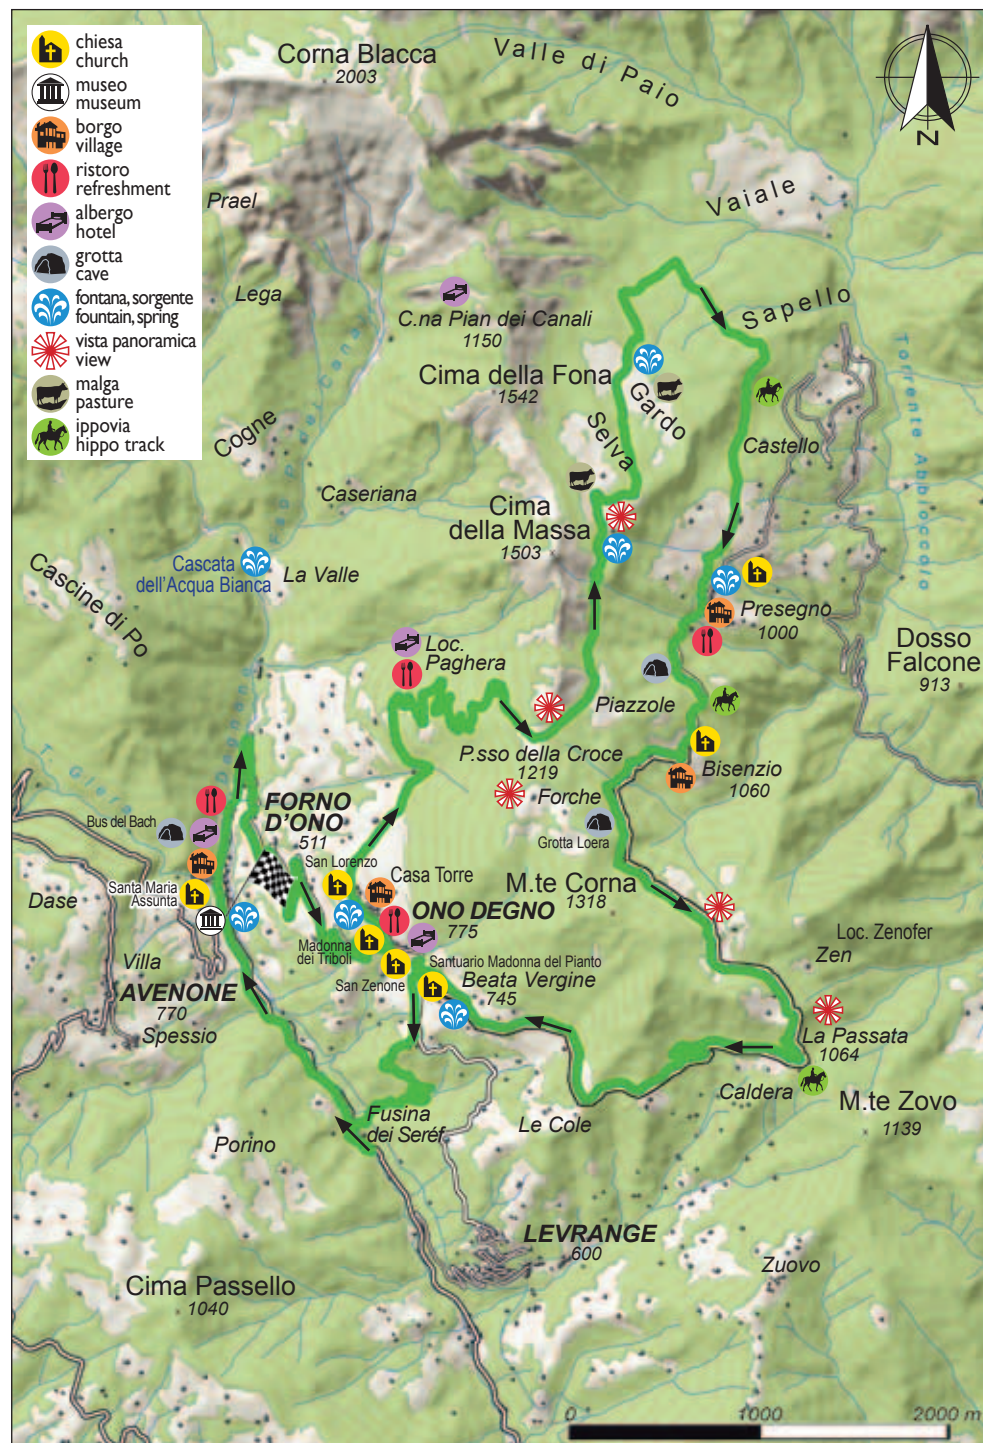 chiesa
church
museo
museum
borgo
village
ristoro
refreshment
albergo
hotel
grotta
cave
fontana, sorgente
fountain, spring
vista panoramica
view
malga
pasture
ippovia
hippo track
Corna Blacca
2003
Valle di Paio
N
Prael
Vaiale
Lega
Sapello
C.na Pian dei Canali
1150
Cima della Fona
1542
Gardo
Selva
Torrente Abbioccolo
Cogne
Castello
Caseriana
Cima
della Massa
1503
Cascata
dell'Acqua Bianca
La Valle
Cascine di Po
Presegno
1000
Loc.
Paghera
Dosso
Falcone
913
Piazzole
P.sso della Croce
1219
Bisenzio
1060
Forche
Grotta Loera
FORNO
D'ONO
511
Bus del Bach
San Lorenzo
Casa Torre
M.te Corna
1318
Santa Maria
Assunta
Dase
ONO DEGNO
775
Madonna
dei Triboli
Loc. Zenofer
Zen
San Zenone
Santuario Madonna del Pianto
Beata Vergine
745
Villa
AVENONE
770
Spessio
La Passata
1064
Caldera
M.te Zovo
1139
Fusina
dei Seréf
Le Cole
Porino
LEVRANGE
600
Zuovo
Cima Passello
1040
0 1000 2000 m